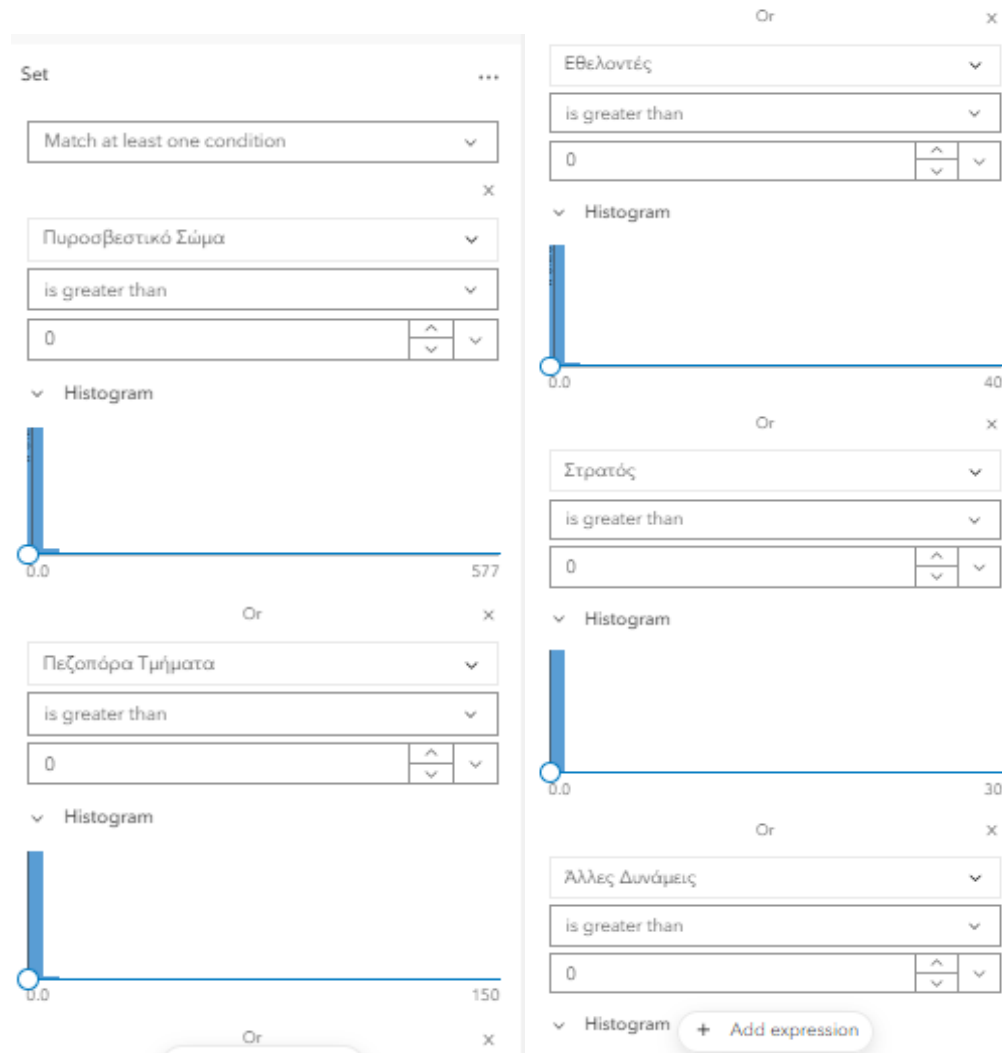 Set
Match at least one condition
Πυροσβεστικό Σώμα
is greater than
0
Histogram
0.0 577
Or
Πεζοπόρα Τμήματα
is greater than
0
Histogram
0.0 150
Or
Or
Εθελοντές
is greater than
0
Histogram
0.0 40
Or
Στρατός
is greater than
0
Histogram
0.0 30
Or
Άλλες Δυνάμεις
is greater than
0
Histogram
+ Add expression